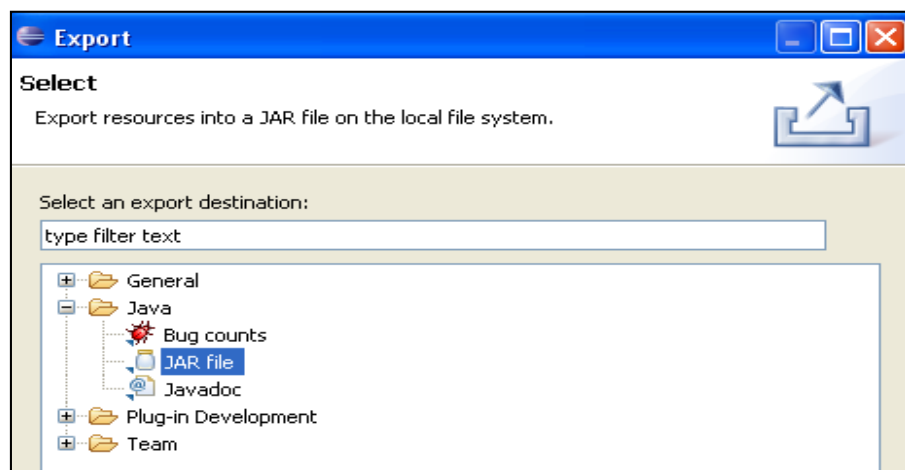 Export
Select
Export resources into a JAR file on the local file system.
Select an export destination:
type filter text
General
Java
Bug counts
JAR file
Javadoc
Plug-in Development
Team